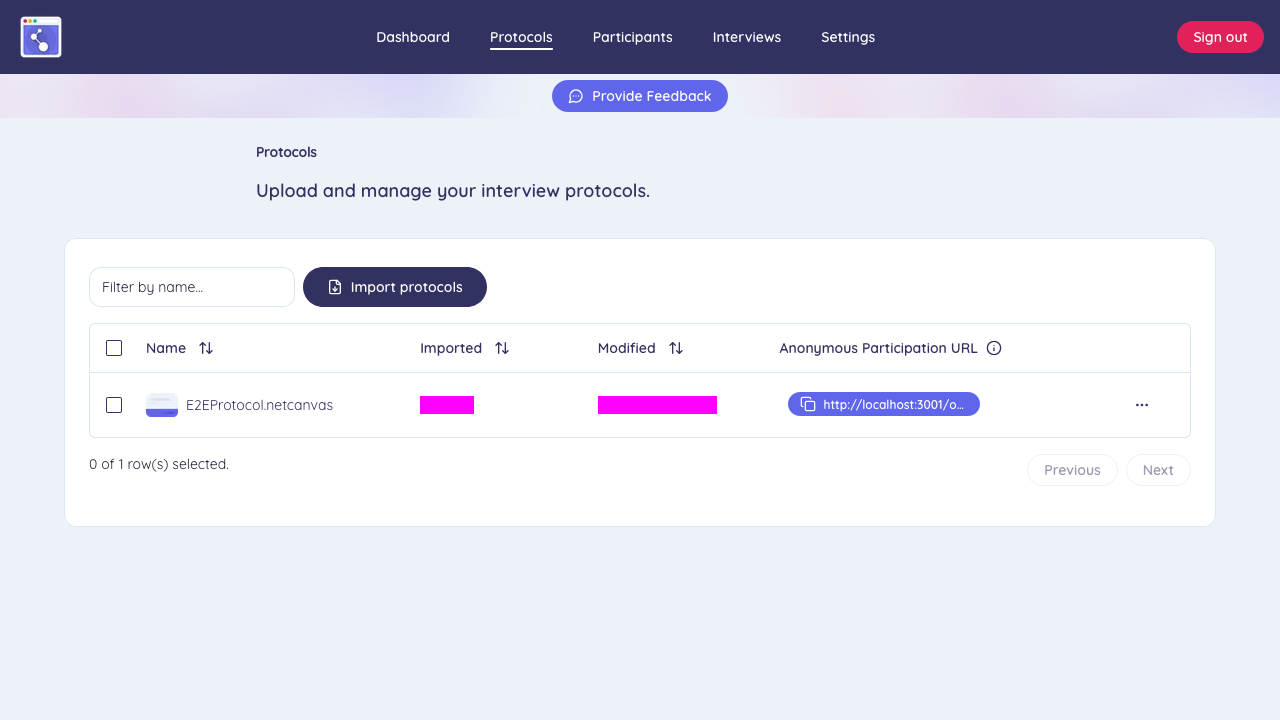 Dashboard Protocols Participants Interviews Settings Sign out
Provide Feedback
Protocols
Upload and manage your interview protocols.
Filter by name... Import protocols
Name Imported Modified Anonymous Participation URL
E2EProtocol.netcanvas http://localhost:3001/o...
0 of 1 row(s) selected. Previous Next